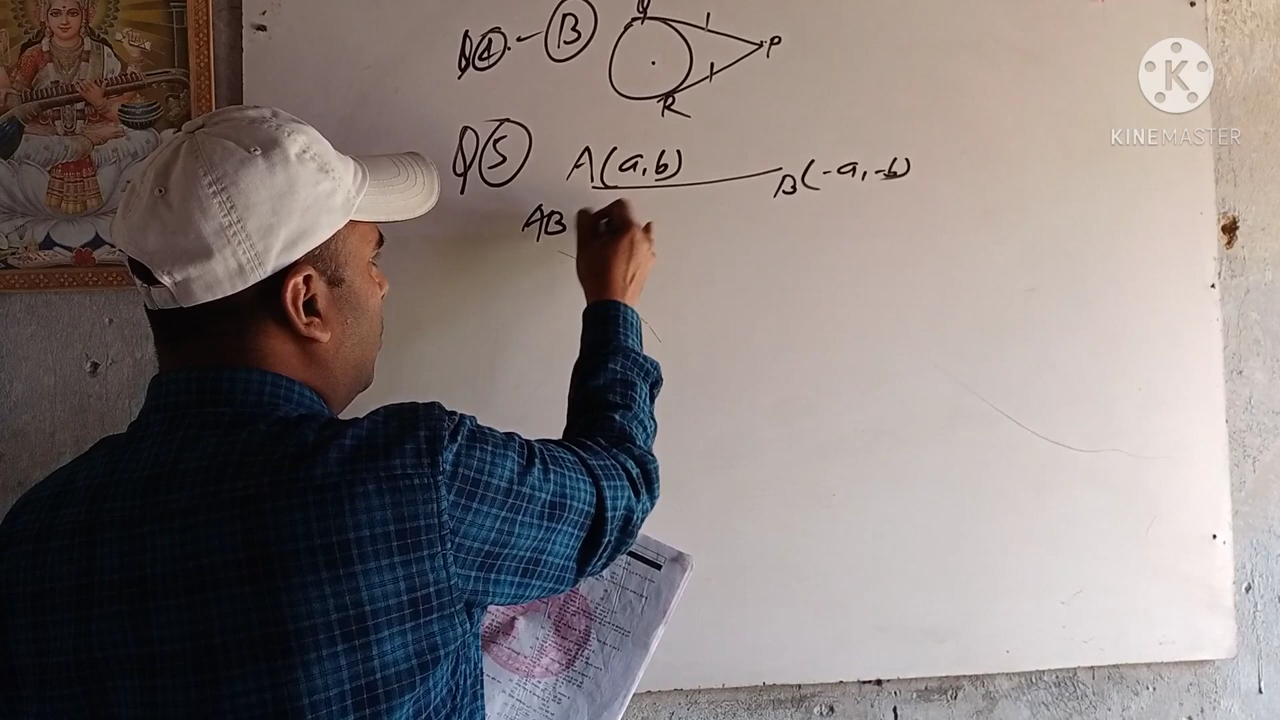 Q④. - Ⓑ
Q
P
R
Q⑤ A(a,b) B(-a,-b)
AB
K
KINEMASTER